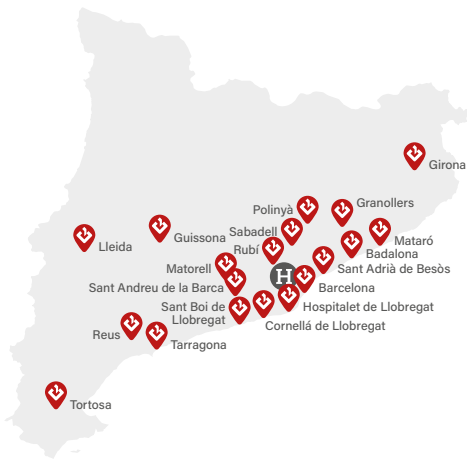 Girona
Granollers
Polinyà
Sabadell
Mataró
Guissona
Lleida
Rubí
Badalona
Matorell
Sant Adrià de Besòs
H
Sant Andreu de la Barca
Barcelona
Sant Boi de
Llobregat
Hospitalet de Llobregat
Cornellá de Llobregat
Reus
Tarragona
Tortosa